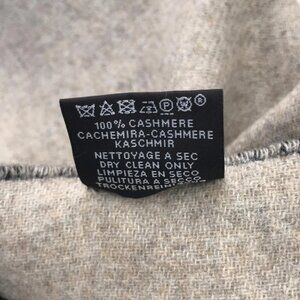 100% CASHMERE
CACHEMIRA-CASHMERE
KASCHMIR
NETTOYAGE A SEC
DRY CLEAN ONLY
LIMPIEZA EN SECO
PULITURA A SECCO